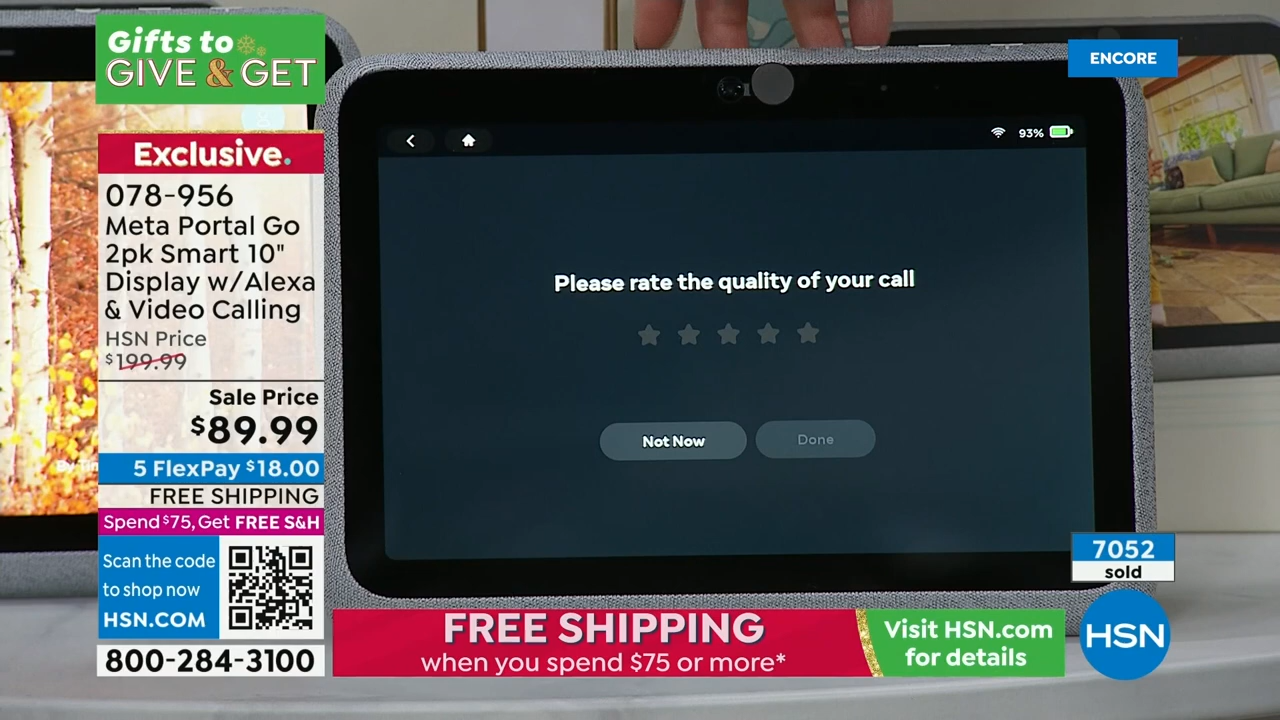 Gifts to
GIVE & GET
ENCORE
Exclusive.
078-956
Meta Portal Go
2pk Smart 10"
Display w/Alexa
& Video Calling
HSN Price
$199.99
Sale Price
$89.99
5 FlexPay $18.00
FREE SHIPPING
Spend $75, Get FREE S&H
Scan the code
to shop now
HSN.COM
800-284-3100
93%
Please rate the quality of your call
Not Now
Done
7052
sold
FREE SHIPPING
when you spend $75 or more*
Visit HSN.com
for details
HSN